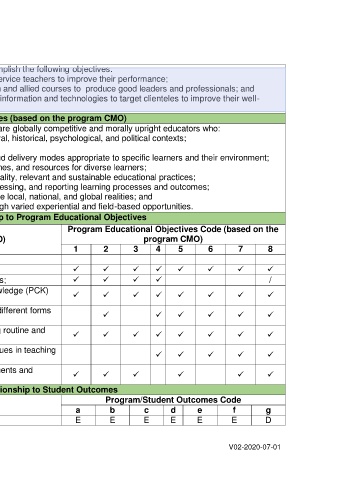 mplish the following objectives:
ervice teachers to improve their performance;
n and allied courses to produce good leaders and professionals; and
information and technologies to target clienteles to improve their well-
es (based on the program CMO)
are globally competitive and morally upright educators who:
ral, historical, psychological, and political contexts;
d delivery modes appropriate to specific learners and their environment;
nes, and resources for diverse learners;
ality, relevant and sustainable educational practices;
essing, and reporting learning processes and outcomes;
e local, national, and global realities; and
gh varied experiential and field-based opportunities.
p to Program Educational Objectives
Program Educational Objectives Code (based on the
O) program CMO)
1 2 3 4 5 6 7 8
✓ ✓ ✓ ✓ ✓ ✓ ✓ ✓
s; ✓ ✓ ✓ ✓ /
wledge (PCK) ✓ ✓ ✓ ✓ ✓ ✓ ✓ ✓
different forms ✓ ✓ ✓ ✓ ✓ ✓
g routine and ✓ ✓ ✓ ✓ ✓ ✓ ✓ ✓
ues in teaching ✓ ✓ ✓ ✓ ✓
ents and ✓ ✓ ✓ ✓ ✓ ✓
ionship to Student Outcomes
Program/Student Outcomes Code
a b c d e f g
E E E E E E D
V02-2020-07-01